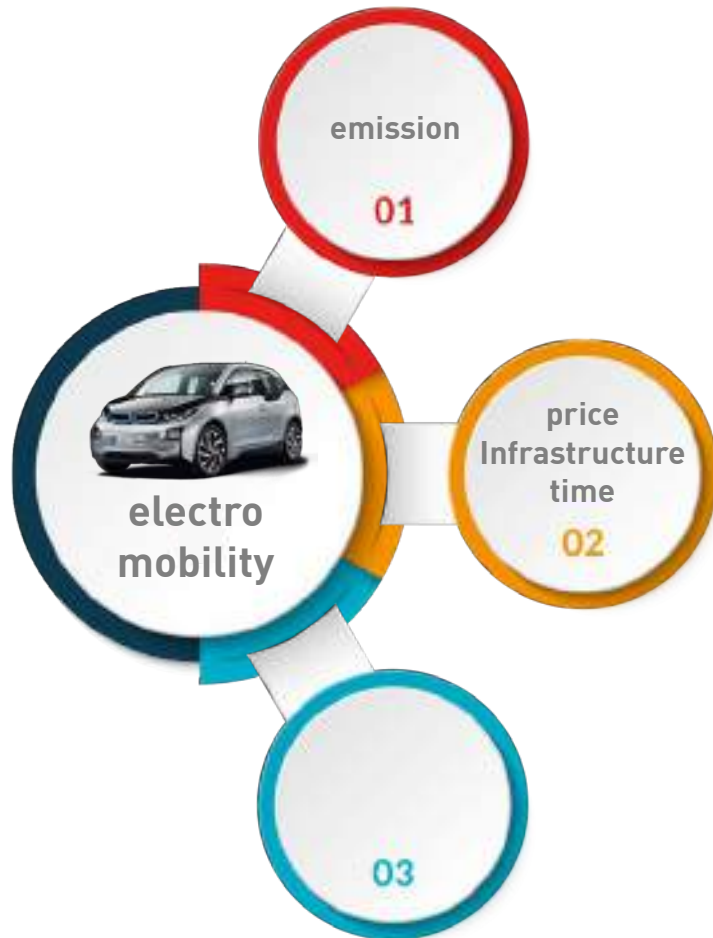 emission
01
price
Infrastructure
time
02
electro
mobility
03